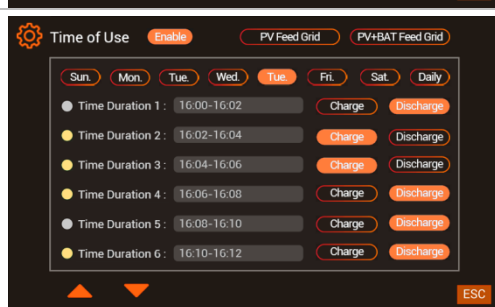 Time of Use Enable PV Feed Grid PV+BAT Feed Grid
Sun. Mon. Tue. Wed. Tue. Fri. Sat. Daily
Time Duration 1 : 16:00-16:02 Charge Discharge
Time Duration 2 : 16:02-16:04 Charge Discharge
Time Duration 3 : 16:04-16:06 Charge Discharge
Time Duration 4 : 16:06-16:08 Charge Discharge
Time Duration 5 : 16:08-16:10 Charge Discharge
Time Duration 6 : 16:10-16:12 Charge Discharge
ESC